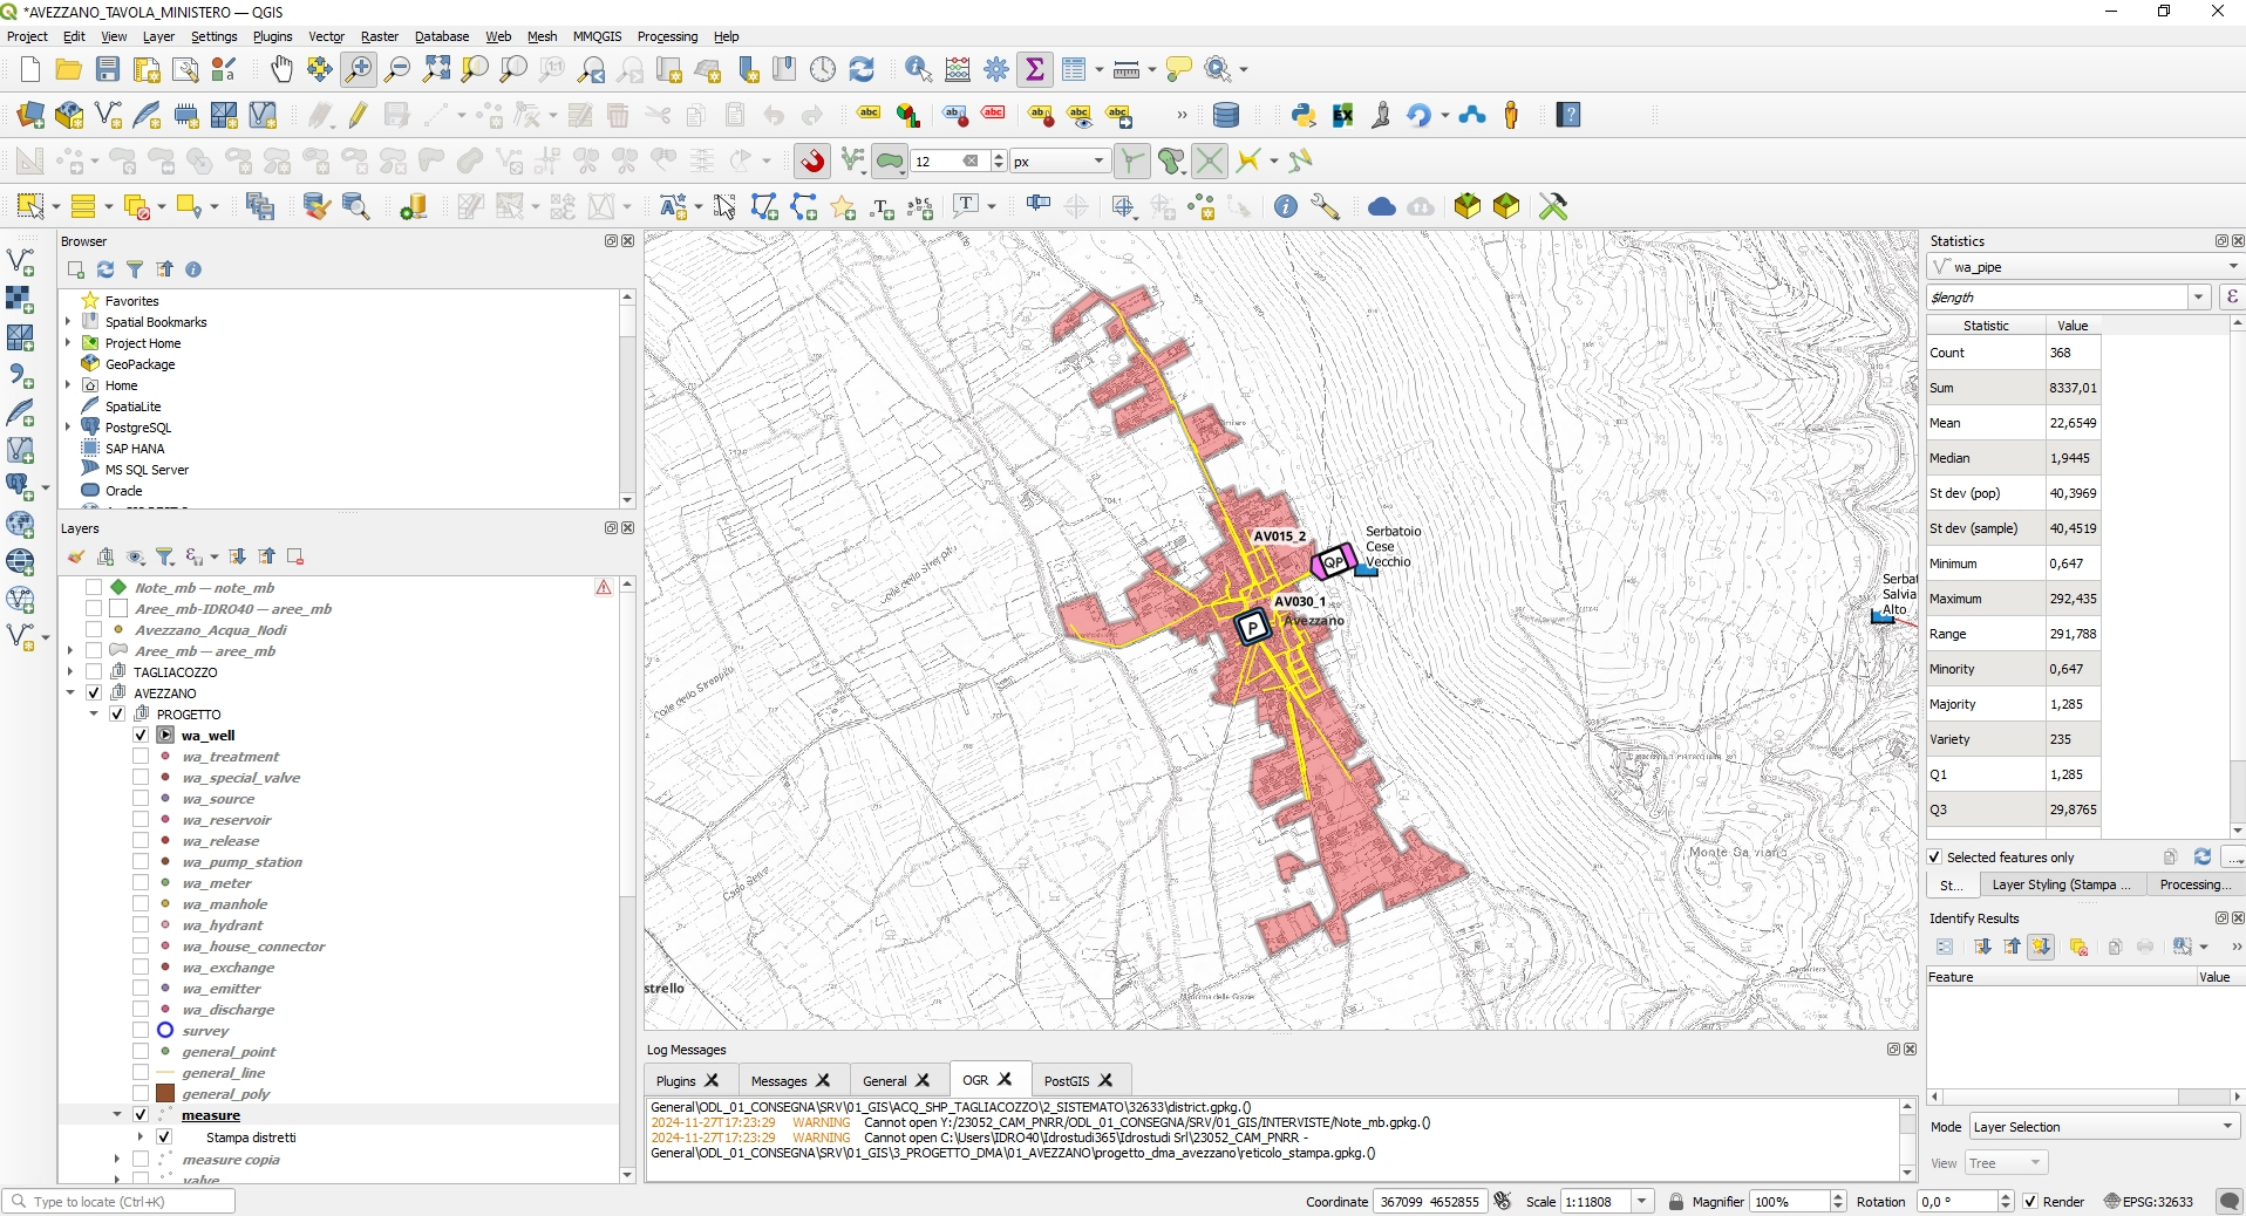 *AVEZZANO_TAVOLA_MINISTERO — QGIS
Project Edit View Layer Settings Plugins Vector Raster Database Web Mesh MMQGIS Processing Help
12 px
Browser
Favorites
Spatial Bookmarks
Project Home
GeoPackage
Home
SpatiaLite
PostgreSQL
SAP HANA
MS SQL Server
Oracle
Layers
Note_mb — note_mb
Aree_mb-IDRO40 — aree_mb
Avezzano_Acqua_Nodi
Aree_mb — aree_mb
TAGLIACOZZO
AVEZZANO
PROGETTO
wa_well
wa_treatment
wa_special_valve
wa_source
wa_reservoir
wa_release
wa_pump_station
wa_meter
wa_manhole
wa_hydrant
wa_house_connector
wa_exchange
wa_emitter
wa_discharge
survey
general_point
general_line
general_poly
measure
Stampa distretti
measure copia
valve
AV015_2
Serbatoio
Cese
Vecchio
QP
AV030_1
P
Avezzano
Serbat
Salvia
Alto
strello
Log Messages
Plugins Messages General OGR PostGIS
General\ODL_01_CONSEGNA\SRV\01_GIS\ACQ_SHP_TAGLIACOZZO\2_SISTEMATO\32633\district.gpkg.()
2024-11-27T17:23:29 WARNING Cannot open Y:/23052_CAM_PNRR/ODL_01_CONSEGNA/SRV/01_GIS/INTERVISTE/Note_mb.gpkg.()
2024-11-27T17:23:29 WARNING Cannot open C:\Users\IDRO40\Idrostudi365\Idrostudi Srl\23052_CAM_PNRR -
General\ODL_01_CONSEGNA\SRV\01_GIS\3_PROGETTO_DMA\01_AVEZZANO\progetto_dma_avezzano\reticolo_stampa.gpkg.()
Statistics
wa_pipe
$length
Statistic Value
Count 368
Sum 8337,01
Mean 22,6549
Median 1,9445
St dev (pop) 40,3969
St dev (sample) 40,4519
Minimum 0,647
Maximum 292,435
Range 291,788
Minority 0,647
Majority 1,285
Variety 235
Q1 1,285
Q3 29,8765
Selected features only
St... Layer Styling (Stampa ... Processing...
Identify Results
Feature Value
Mode Layer Selection
View Tree
Type to locate (Ctrl+K) Coordinate 367099 4652855 Scale 1:11808 Magnifier 100% Rotation 0,0 ° Render EPSG:32633